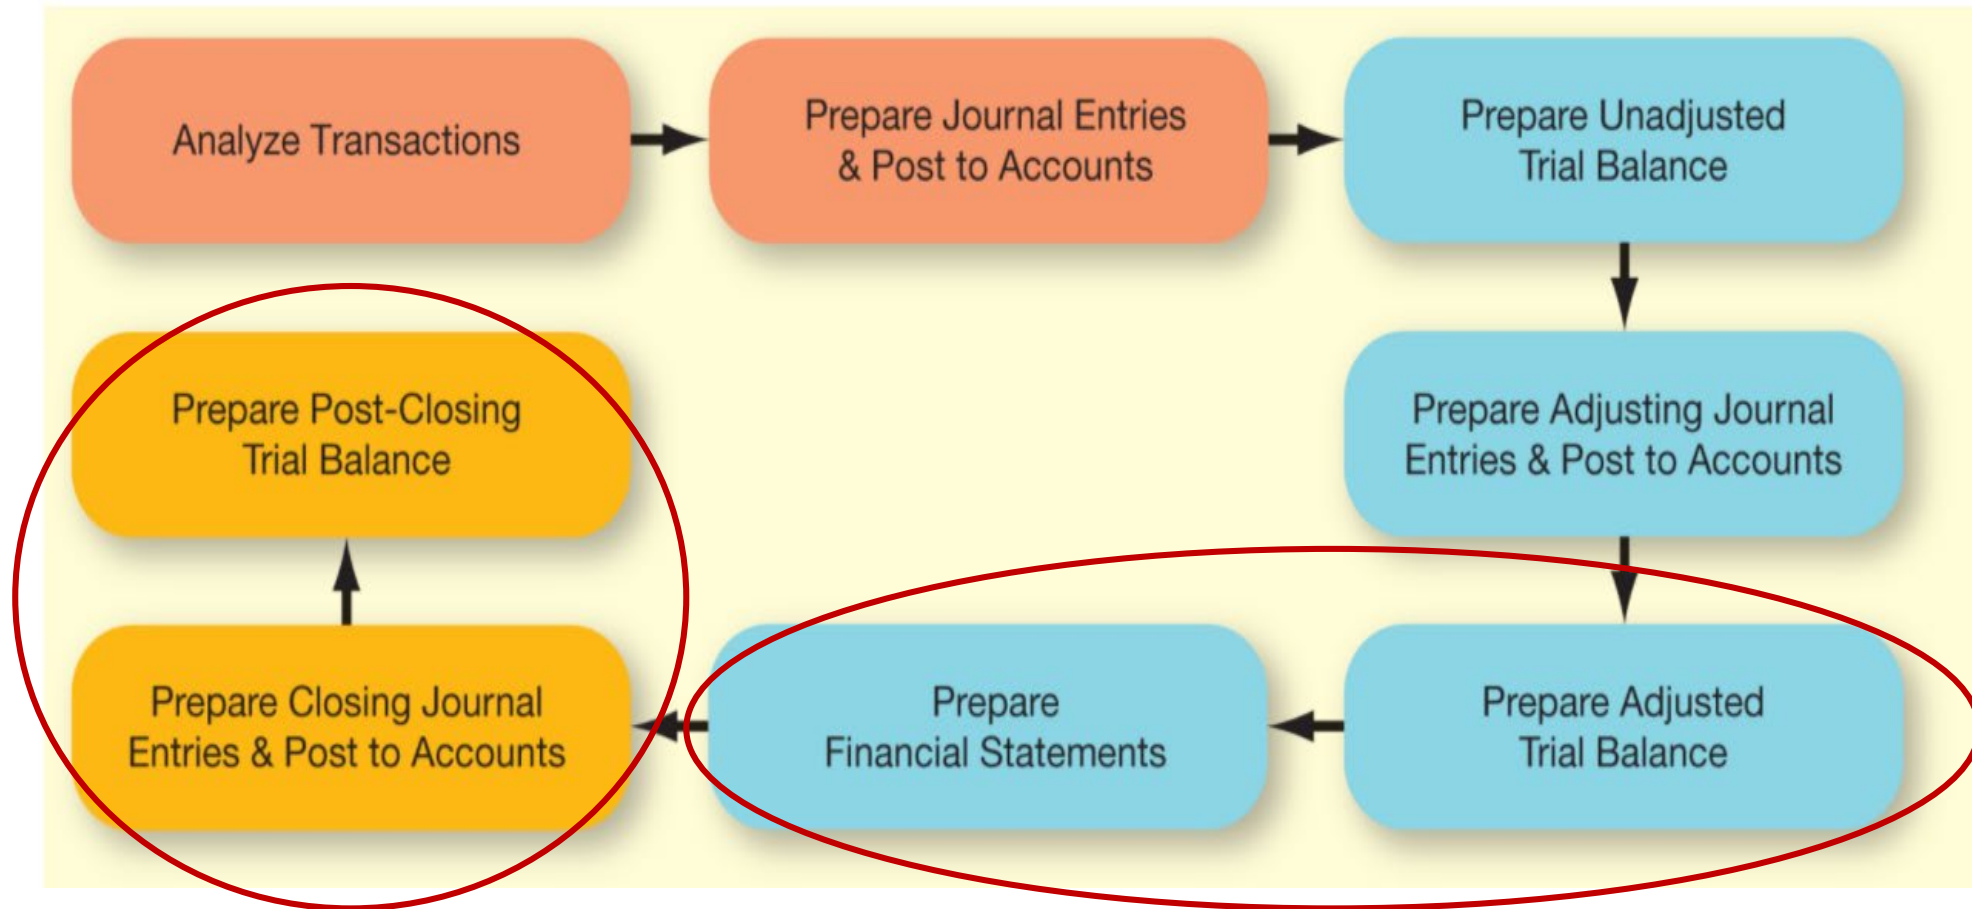 Analyze Transactions
Prepare Journal Entries
& Post to Accounts
Prepare Unadjusted
Trial Balance
Prepare Adjusting Journal
Entries & Post to Accounts
Prepare Adjusted
Trial Balance
Prepare
Financial Statements
Prepare Closing Journal
Entries & Post to Accounts
Prepare Post-Closing
Trial Balance